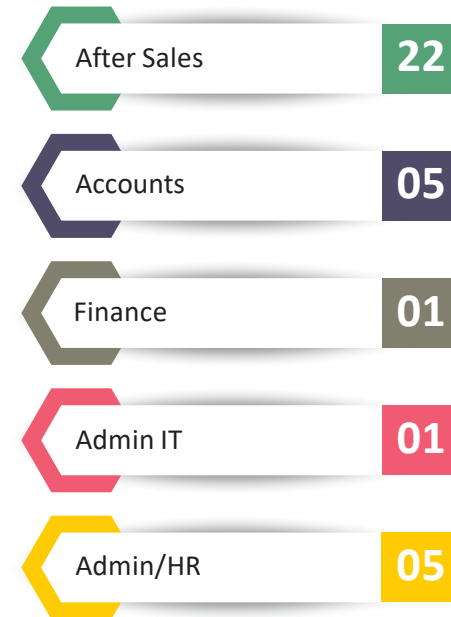 After Sales 22
Accounts 05
Finance 01
Admin IT 01
Admin/HR 05